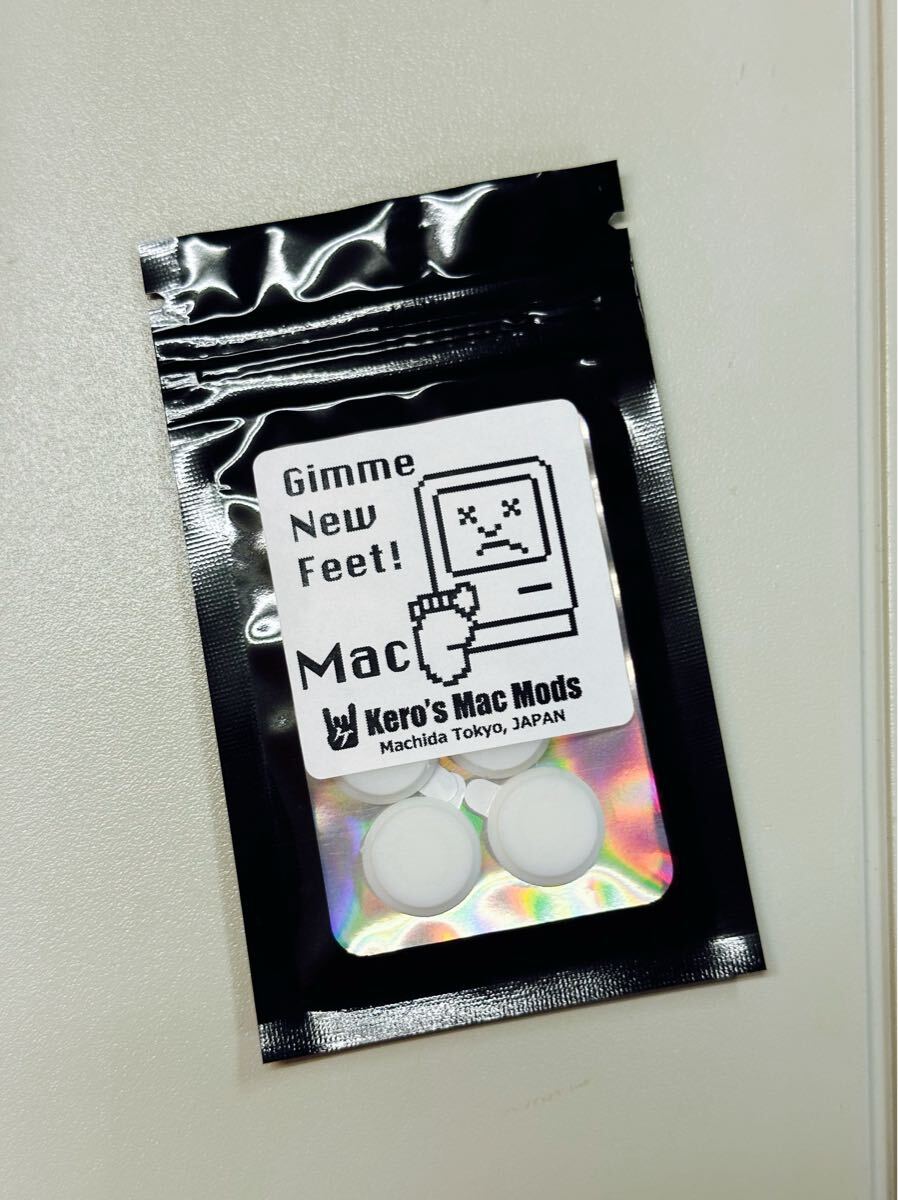 Gimme
New
Feet!
Mac
Kero's Mac Mods
Machida Tokyo, JAPAN